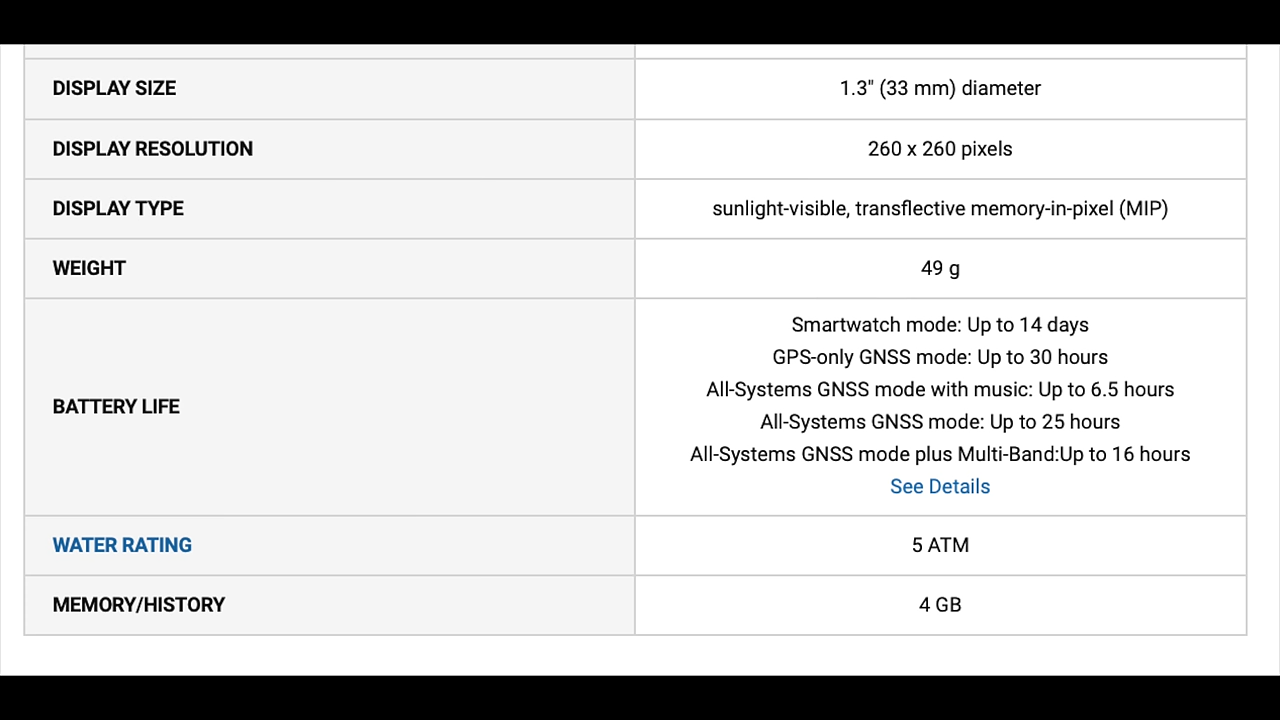 DISPLAY SIZE
1.3" (33 mm) diameter
DISPLAY RESOLUTION
260 x 260 pixels
DISPLAY TYPE
sunlight-visible, transflective memory-in-pixel (MIP)
WEIGHT
49 g
BATTERY LIFE
Smartwatch mode: Up to 14 days
GPS-only GNSS mode: Up to 30 hours
All-Systems GNSS mode with music: Up to 6.5 hours
All-Systems GNSS mode: Up to 25 hours
All-Systems GNSS mode plus Multi-Band:Up to 16 hours
See Details
WATER RATING
5 ATM
MEMORY/HISTORY
4 GB